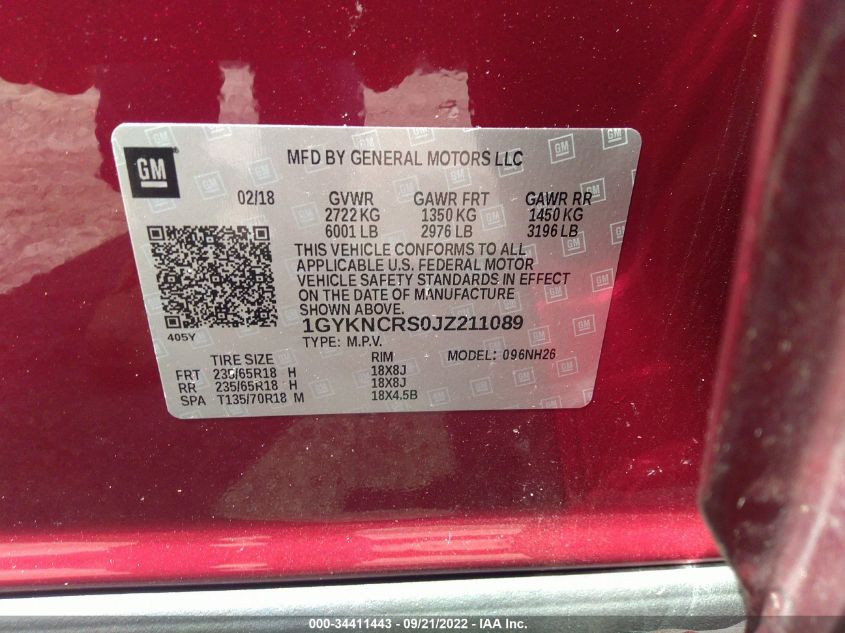 GM
MFD BY GENERAL MOTORS LLC
02/18 GVWR GAWR FRT GAWR RR
2722 KG 1350 KG 1450 KG
6001 LB 2976 LB 3196 LB
THIS VEHICLE CONFORMS TO ALL
APPLICABLE U.S. FEDERAL MOTOR
VEHICLE SAFETY STANDARDS IN EFFECT
ON THE DATE OF MANUFACTURE
SHOWN ABOVE.
405Y 1GYKNCRS0JZ211089
TYPE: M.P.V. MODEL: 096NH26
TIRE SIZE RIM
FRT 235/65R18 H 18X8J
RR 235/65R18 H 18X8J
SPA T135/70R18 M 18X4.5B
000-34411443 - 09/21/2022 - IAA Inc.